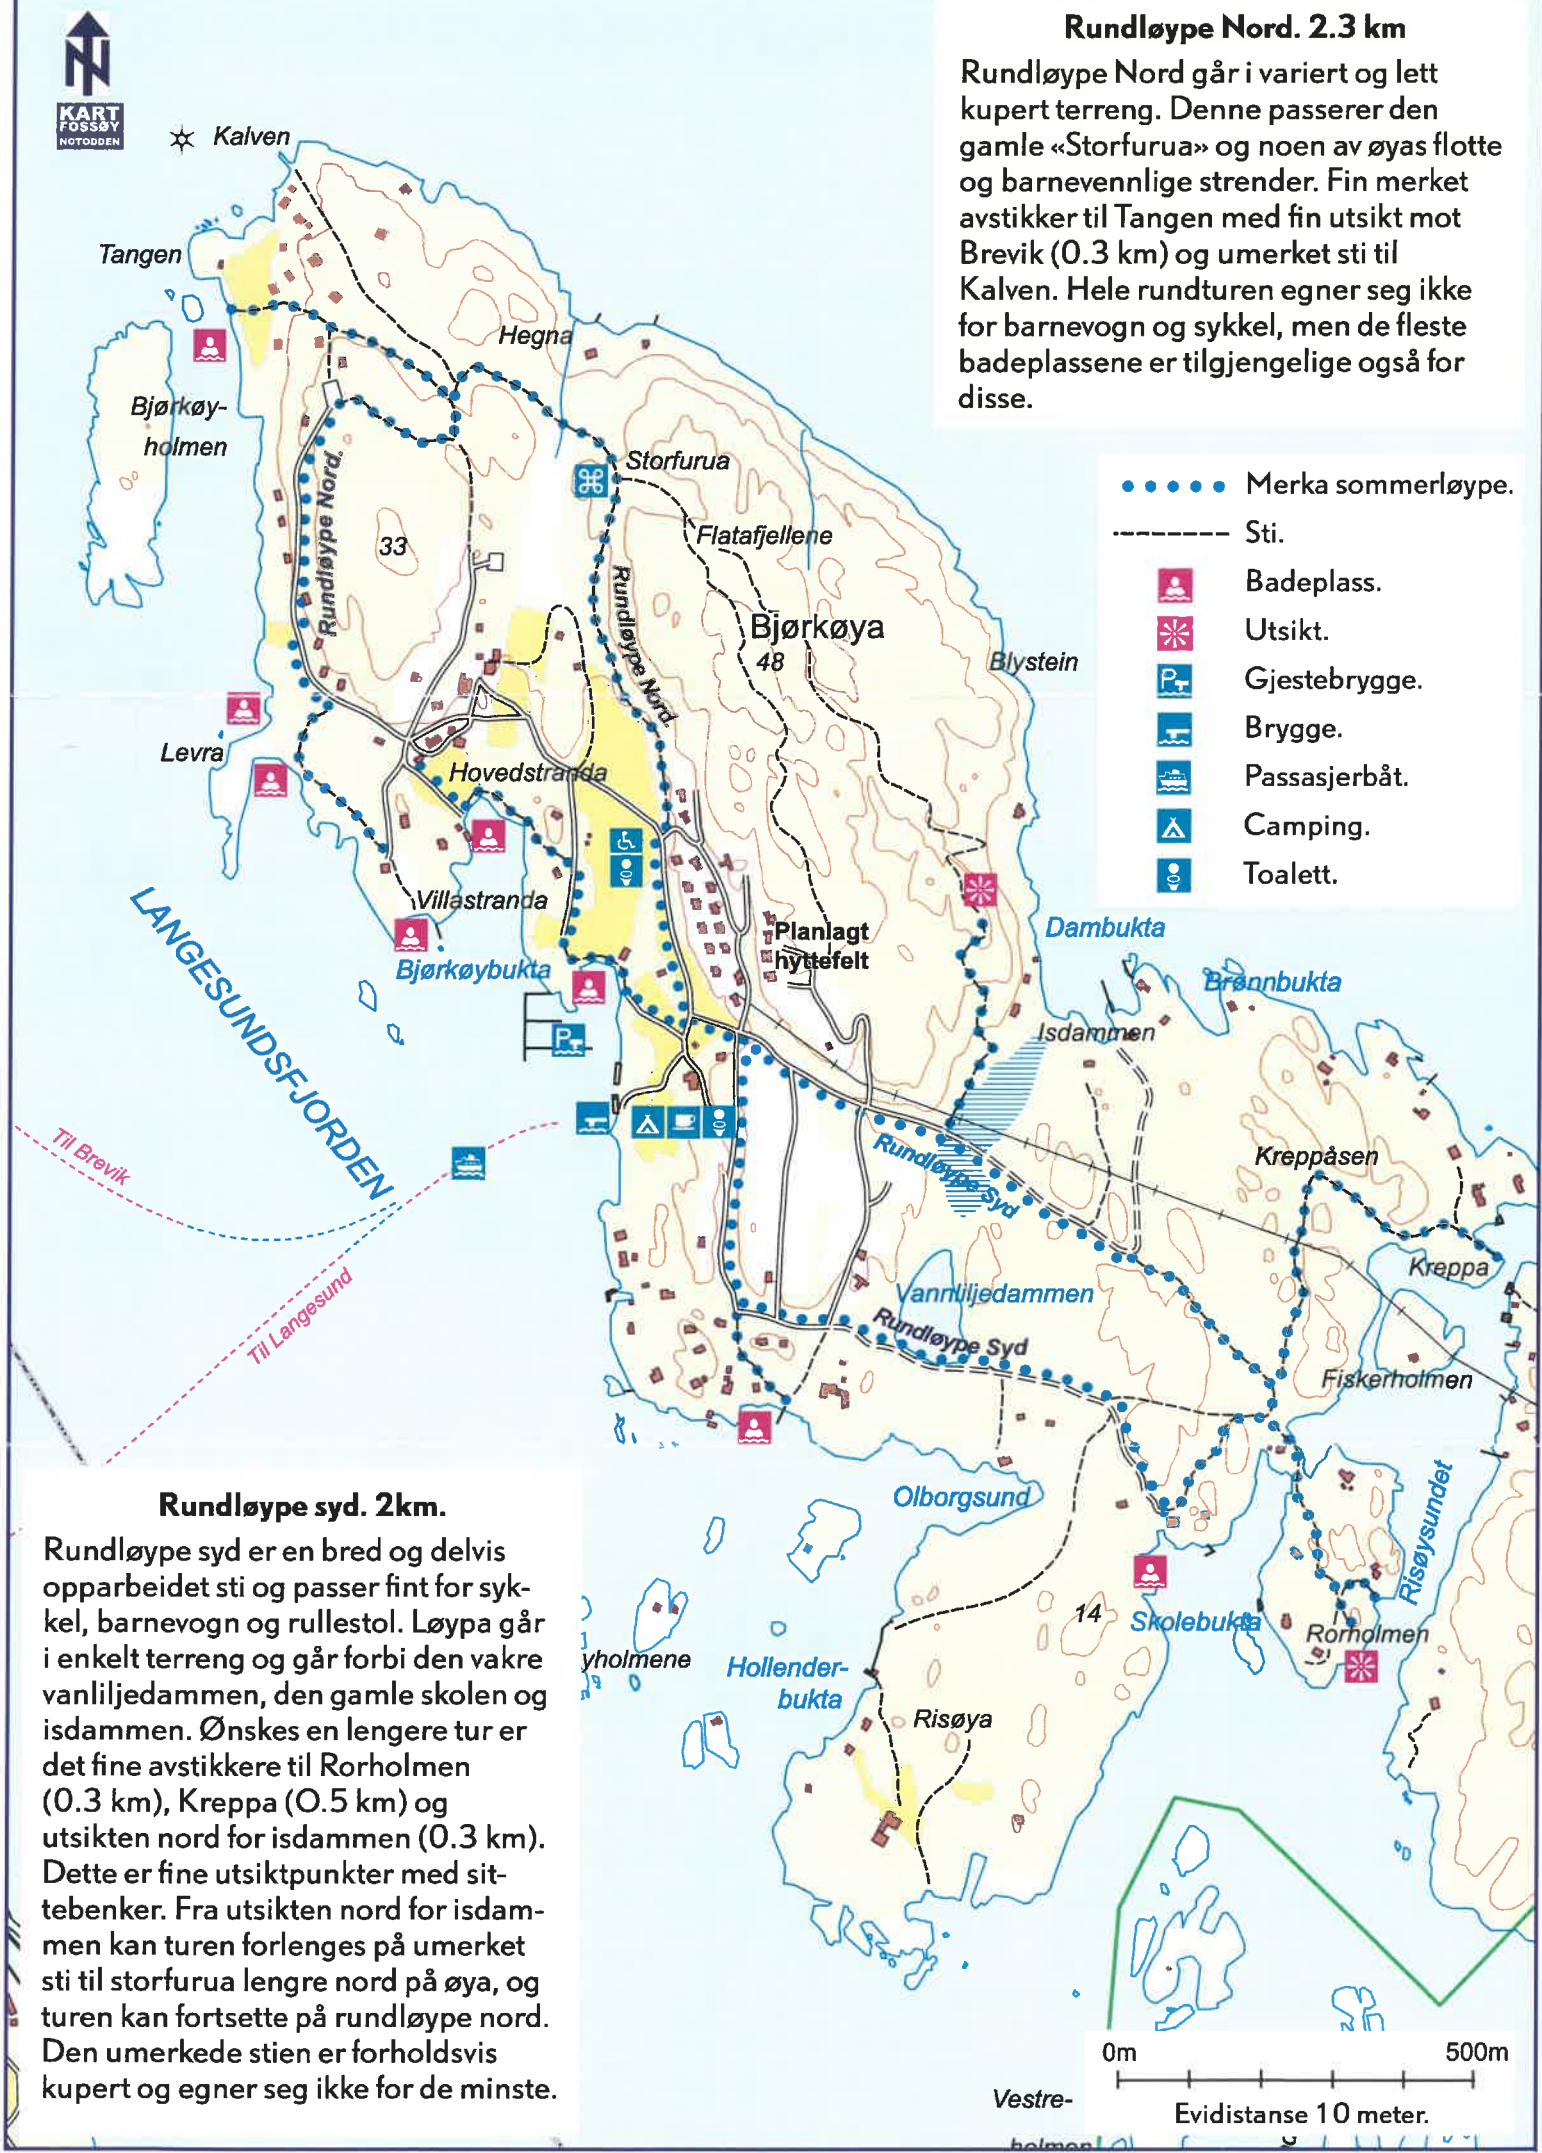 Rundløype Nord. 2.3 km
Rundløype Nord går i variert og lett
kupert terreng. Denne passerer den
gamle «Storfurua» og noen av øyas flotte
og barnevennlige strender. Fin merket
avstikker til Tangen med fin utsikt mot
Brevik (0.3 km) og umerket sti til
Kalven. Hele rundturen egner seg ikke
for barnevogn og sykkel, men de fleste
badeplassene er tilgjengelige også for
disse.
N
KART
FOSSØY
NOTODDEN
Kalven
Tangen
Hegna
Bjørkøy-
holmen
Storfurua
Rundløype Nord.
33
Flatafjellene
Rundløype Nord.
Bjørkøya
48
Blystein
Levra
Hovedstranda
Villastranda
Planlagt
hyttefelt
Bjørkøybukta
P
Dambukta
Brønnbukta
Isdammen
LANGESUNDSFJORDEN
Til Brevik
Til Langesund
Rundløype Syd
Kreppåsen
Kreppa
Vannliljedammen
Rundløype Syd
Fiskerholmen
Olborgsund
Risøysundet
14
Skolebukta
Rorholmen
yholmene
Hollender-
bukta
Risøya
Merka sommerløype.
Sti.
Badeplass.
Utsikt.
P
Gjestebrygge.
Brygge.
Passasjerbåt.
Camping.
Toalett.
Rundløype syd. 2km.
Rundløype syd er en bred og delvis
opparbeidet sti og passer fint for syk-
kel, barnevogn og rullestol. Løypa går
i enkelt terreng og går forbi den vakre
vanliljedammen, den gamle skolen og
isdammen. Ønskes en lengere tur er
det fine avstikkere til Rorholmen
(0.3 km), Kreppa (0.5 km) og
utsikten nord for isdammen (0.3 km).
Dette er fine utsiktpunkter med sit-
tebenker. Fra utsikten nord for isdam-
men kan turen forlenges på umerket
sti til storfurua lengre nord på øya, og
turen kan fortsette på rundløype nord.
Den umerkede stien er forholdsvis
kupert og egner seg ikke for de minste.
0m 500m
Evidistanse 10 meter.
Vestre-
holmen